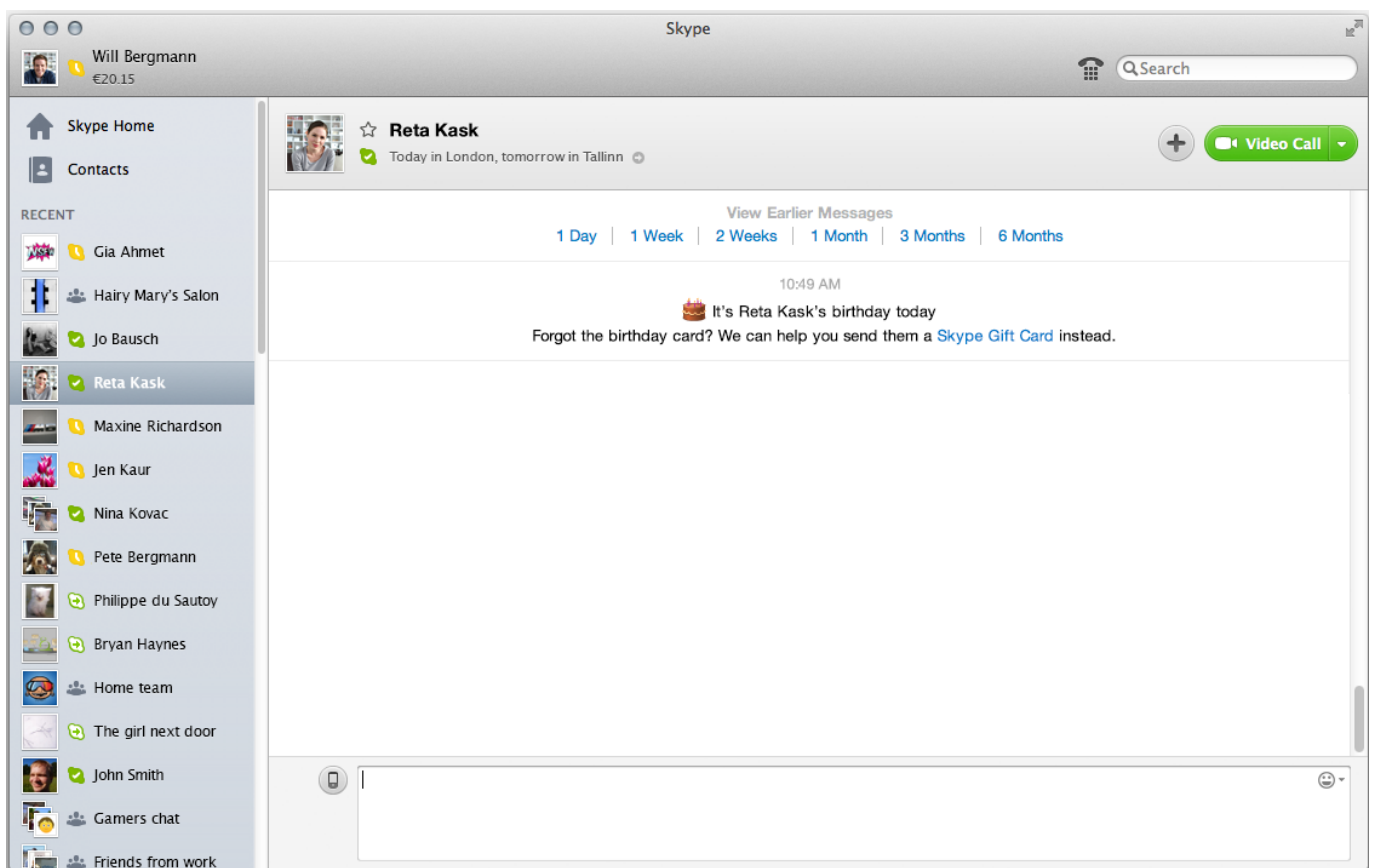 Skype
Will Bergmann
€20.15
Search
Skype Home
Contacts
RECENT
Gia Ahmet
Hairy Mary's Salon
Jo Bausch
Reta Kask
Maxine Richardson
Jen Kaur
Nina Kovac
Pete Bergmann
Philippe du Sautoy
Bryan Haynes
Home team
The girl next door
John Smith
Gamers chat
Friends from work
Reta Kask
Today in London, tomorrow in Tallinn
Video Call
View Earlier Messages
1 Day | 1 Week | 2 Weeks | 1 Month | 3 Months | 6 Months
10:49 AM
It's Reta Kask's birthday today
Forgot the birthday card? We can help you send them a Skype Gift Card instead.